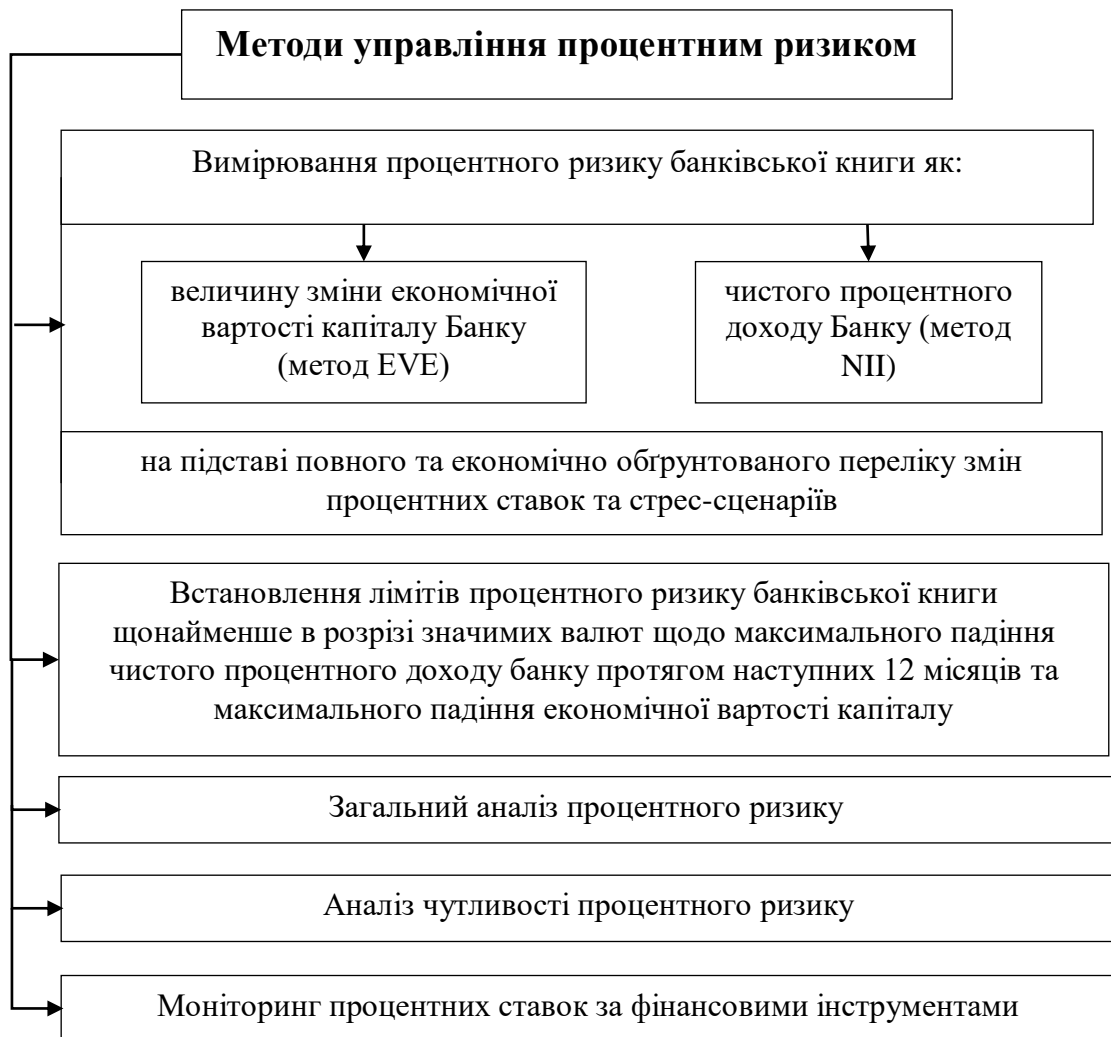 Методи управління процентним ризиком
Вимірювання процентного ризику банківської книги як:
величину зміни економічної
вартості капіталу Банку
(метод EVE)
чистого процентного
доходу Банку (метод
NII)
на підставі повного та економічно обґрунтованого переліку змін
процентних ставок та стрес-сценаріїв
Встановлення лімітів процентного ризику банківської книги
щонайменше в розрізі значимих валют щодо максимального падіння
чистого процентного доходу банку протягом наступних 12 місяців та
максимального падіння економічної вартості капіталу
Загальний аналіз процентного ризику
Аналіз чутливості процентного ризику
Моніторинг процентних ставок за фінансовими інструментами